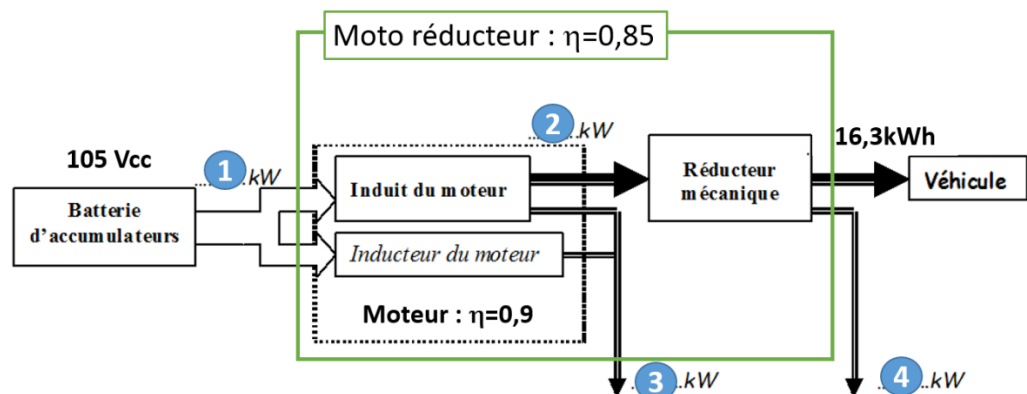 Moto réducteur : η=0,85
2 ..kW
16,3kWh
105 Vcc
1 ..kW
Induit du moteur
Réducteur
mécanique
Véhicule
Batterie
d’accumulateurs
Inducteur du moteur
Moteur : η=0,9
3 ..kW
4 ..kW